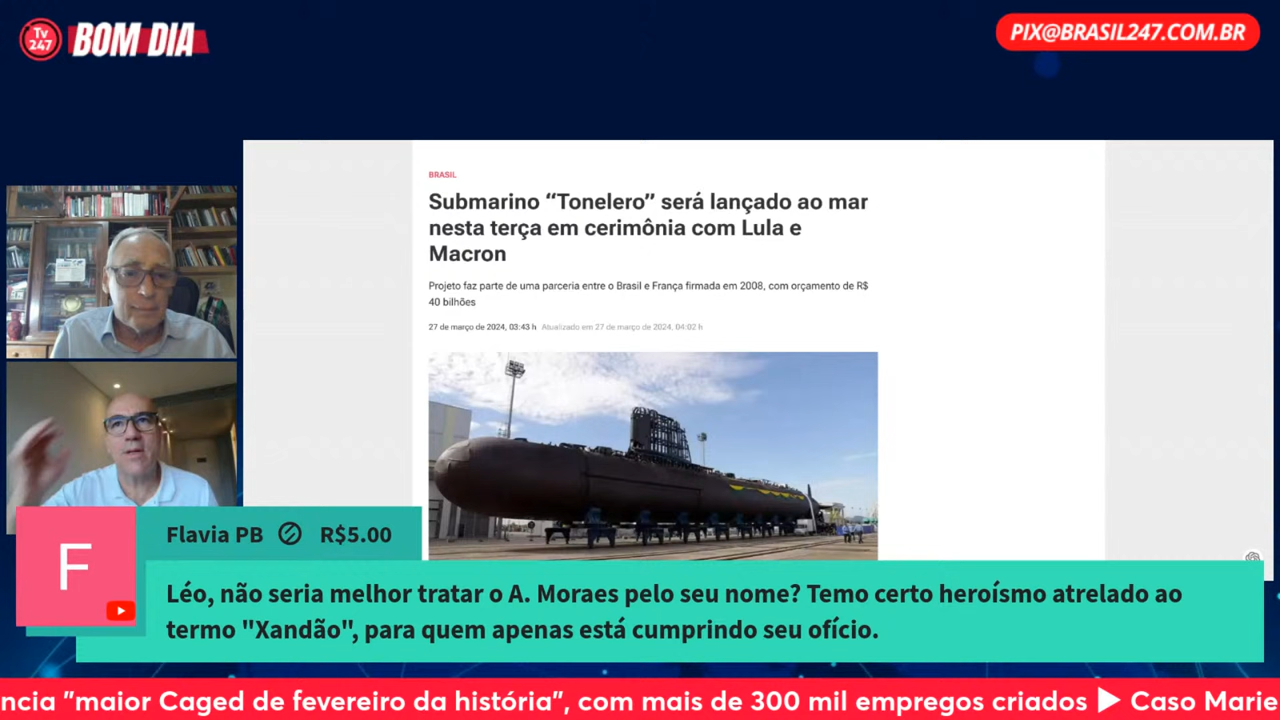 Tv 247 BOM DIA
PIX@BRASIL247.COM.BR
BRASIL
Submarino “Tonelero” será lançado ao mar
nesta terça em cerimônia com Lula e
Macron
Projeto faz parte de uma parceria entre o Brasil e França firmada em 2008, com orçamento de R$
40 bilhões
27 de março de 2024, 03:43 h Atualizado em 27 de março de 2024, 04:02 h
F
Flavia PB R$5.00
Léo, não seria melhor tratar o A. Moraes pelo seu nome? Temo certo heroísmo atrelado ao
termo "Xandão", para quem apenas está cumprindo seu ofício.
ncia "maior Caged de fevereiro da história", com mais de 300 mil empregos criados ▶ Caso Marie